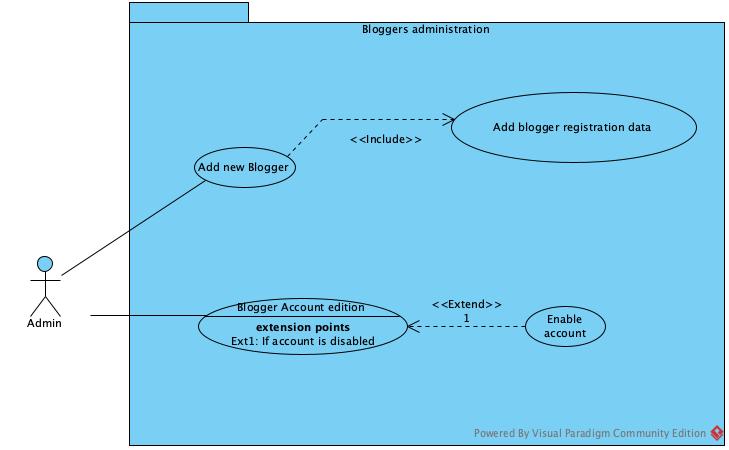 Bloggers administration
Add blogger registration data
<<Include>>
Add new Blogger
Admin
Blogger Account edition
extension points
Ext1: If account is disabled
<<Extend>>
1
Enable
account
Powered By Visual Paradigm Community Edition